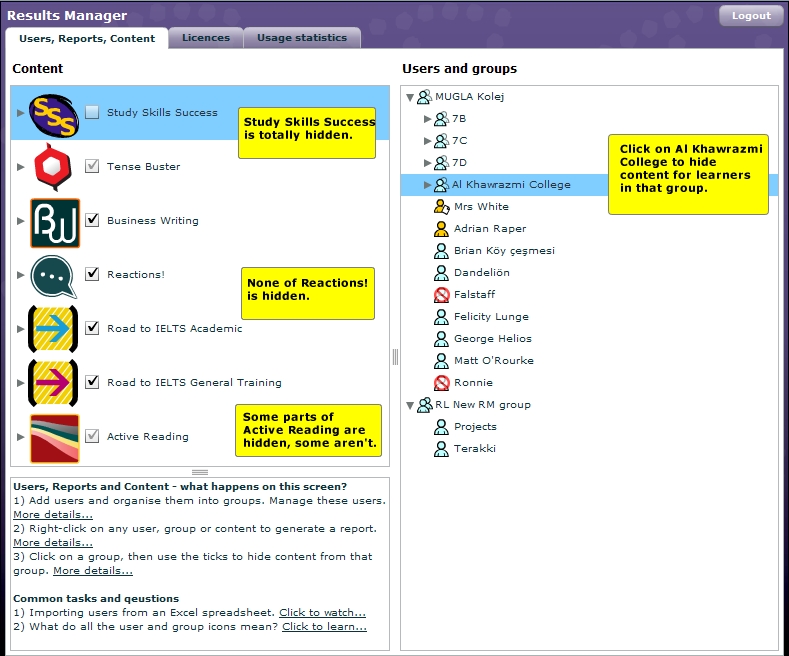 Results Manager
Logout
Users, Reports, Content
Licences
Usage statistics
Content
SSS
Study Skills Success
Study Skills Success
is totally hidden.
Tense Buster
BW
Business Writing
Reactions!
None of Reactions!
is hidden.
Road to IELTS Academic
Road to IELTS General Training
Some parts of
Active Reading are
hidden, some aren't.
Active Reading
Users, Reports and Content - what happens on this screen?
1) Add users and organise them into groups. Manage these users.
More details...
2) Right-click on any user, group or content to generate a report.
More details...
3) Click on a group, then use the ticks to hide content from that
group. More details...
Common tasks and qeustions
1) Importing users from an Excel spreadsheet. Click to watch...
2) What do all the user and group icons mean? Click to learn...
Users and groups
MUGLA Kolej
7B
7C
7D
Click on Al Khawrazmi
College to hide
content for learners
in that group.
Al Khawrazmi College
Mrs White
Adrian Raper
Brian Köy çeşmesi
Dandeliön
Falstaff
Felicity Lunge
George Helios
Matt O'Rourke
Ronnie
RL New RM group
Projects
Terakki